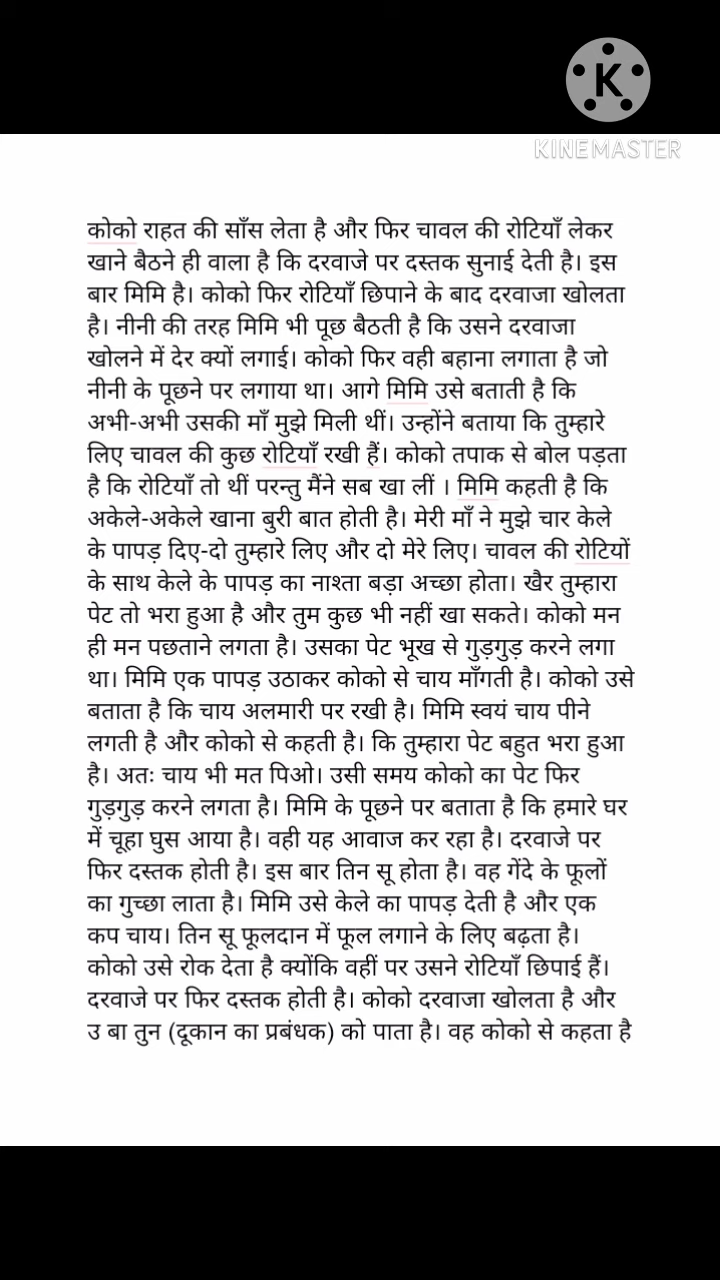 K
KINEMASTER
कोको राहत की साँस लेता है और फिर चावल की रोटियाँ लेकर
खाने बैठने ही वाला है कि दरवाजे पर दस्तक सुनाई देती है। इस
बार मिमि है। कोको फिर रोटियाँ छिपाने के बाद दरवाजा खोलता
है। नीनी की तरह मिमि भी पूछ बैठती है कि उसने दरवाजा
खोलने में देर क्यों लगाई। कोको फिर वही बहाना लगाता है जो
नीनी के पूछने पर लगाया था। आगे मिमि उसे बताती है कि
अभी-अभी उसकी माँ मुझे मिली थीं। उन्होंने बताया कि तुम्हारे
लिए चावल की कुछ रोटियाँ रखी हैं। कोको तपाक से बोल पड़ता
है कि रोटियाँ तो थीं परन्तु मैंने सब खा लीं । मिमि कहती है कि
अकेले-अकेले खाना बुरी बात होती है। मेरी माँ ने मुझे चार केले
के पापड़ दिए-दो तुम्हारे लिए और दो मेरे लिए। चावल की रोटियों
के साथ केले के पापड़ का नाश्ता बड़ा अच्छा होता। खैर तुम्हारा
पेट तो भरा हुआ है और तुम कुछ भी नहीं खा सकते। कोको मन
ही मन पछताने लगता है। उसका पेट भूख से गुड़गुड़ करने लगा
था। मिमि एक पापड़ उठाकर कोको से चाय माँगती है। कोको उसे
बताता है कि चाय अलमारी पर रखी है। मिमि स्वयं चाय पीने
लगती है और कोको से कहती है। कि तुम्हारा पेट बहुत भरा हुआ
है। अतः चाय भी मत पिओ। उसी समय कोको का पेट फिर
गुड़गुड़ करने लगता है। मिमि के पूछने पर बताता है कि हमारे घर
में चूहा घुस आया है। वही यह आवाज कर रहा है। दरवाजे पर
फिर दस्तक होती है। इस बार तिन सू होता है। वह गेंदे के फूलों
का गुच्छा लाता है। मिमि उसे केले का पापड़ देती है और एक
कप चाय। तिन सू फूलदान में फूल लगाने के लिए बढ़ता है।
कोको उसे रोक देता है क्योंकि वहीं पर उसने रोटियाँ छिपाई हैं।
दरवाजे पर फिर दस्तक होती है। कोको दरवाजा खोलता है और
उ बा तुन (दूकान का प्रबंधक) को पाता है। वह कोको से कहता है